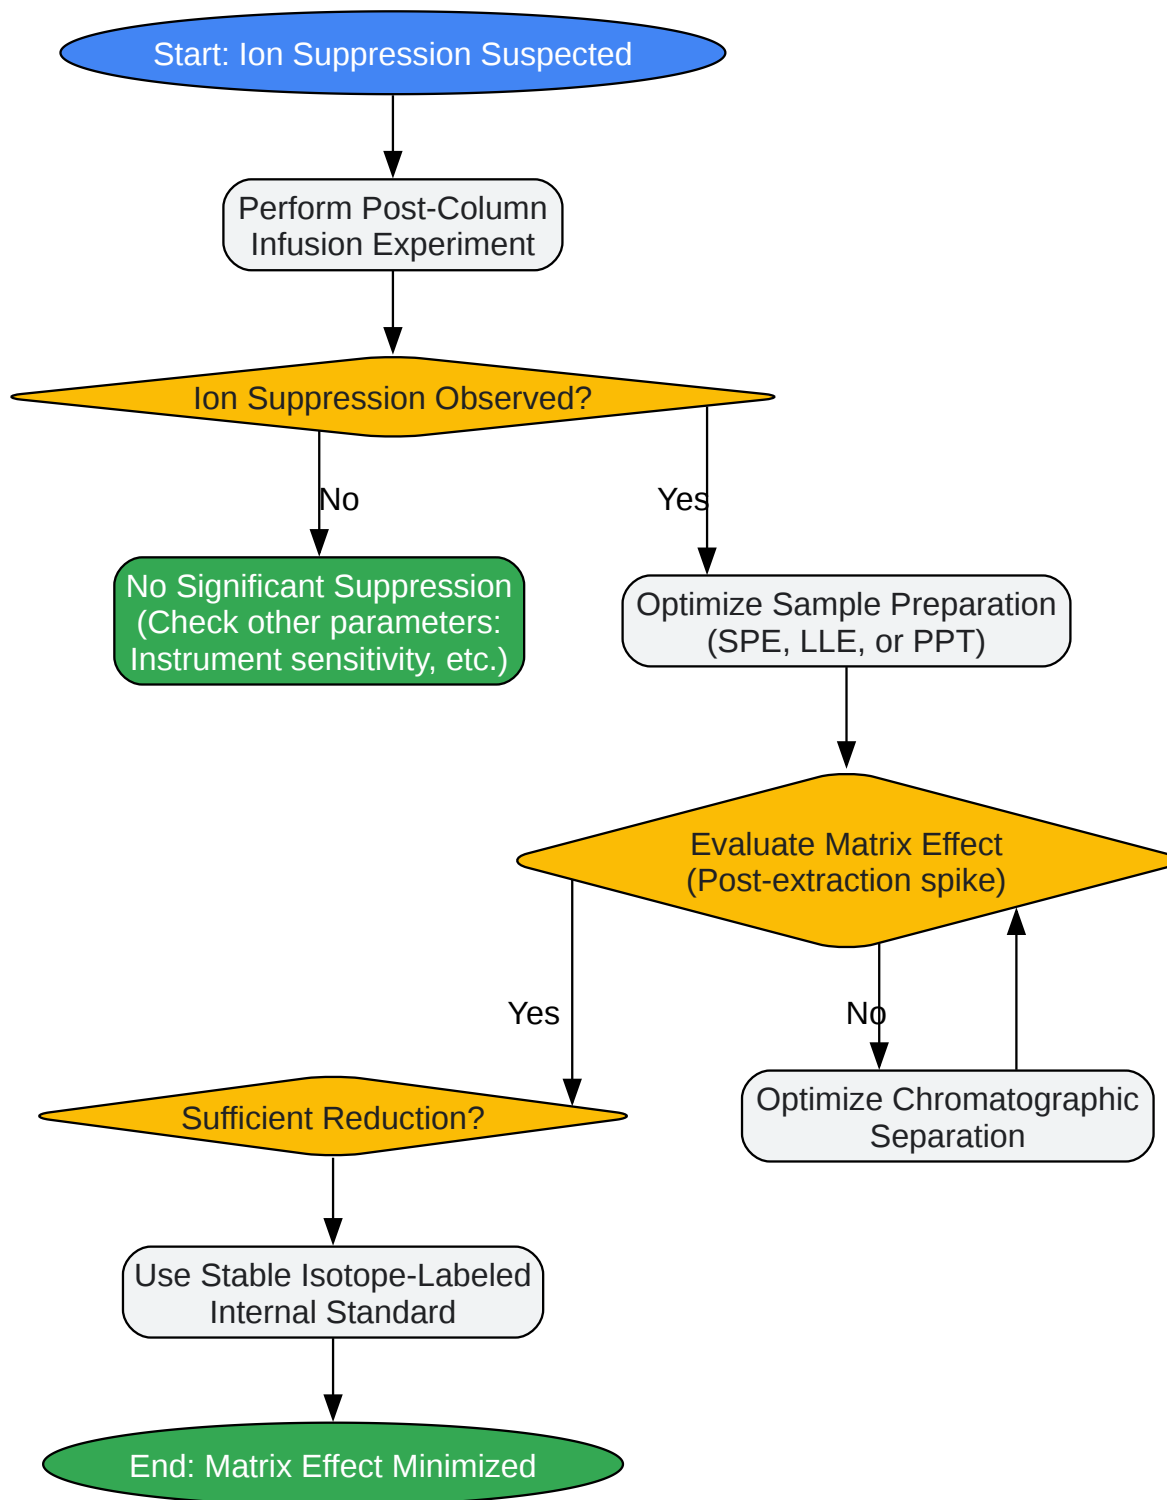 Start: Ion Suppression Suspected
Perform Post-Column
Infusion Experiment
Ion Suppression Observed?
No
Yes
No Significant Suppression
(Check other parameters:
Instrument sensitivity, etc.)
Optimize Sample Preparation
(SPE, LLE, or PPT)
Evaluate Matrix Effect
(Post-extraction spike)
Yes
No
Sufficient Reduction?
Optimize Chromatographic
Separation
Use Stable Isotope-Labeled
Internal Standard
End: Matrix Effect Minimized